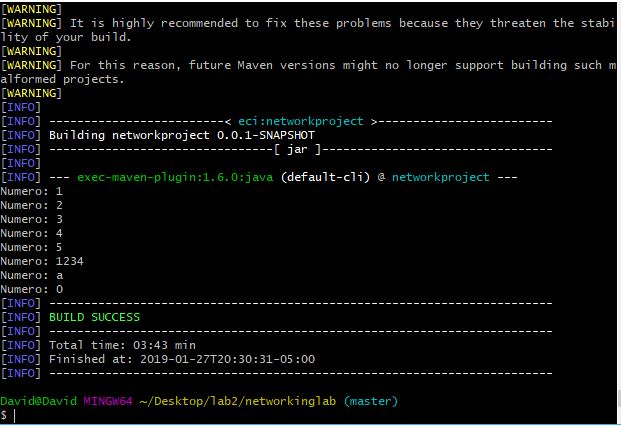 [WARNING]
[WARNING] It is highly recommended to fix these problems because they threaten the stabi
lity of your build.
[WARNING]
[WARNING] For this reason, future Maven versions might no longer support building such m
alformed projects.
[WARNING]
[INFO]
[INFO] -------------------------< eci:networkproject >-------------------------
[INFO] Building networkproject 0.0.1-SNAPSHOT
[INFO] --------------------------------[ jar ]---------------------------------
[INFO]
[INFO] --- exec-maven-plugin:1.6.0:java (default-cli) @ networkproject ---
Numero: 1
Numero: 2
Numero: 3
Numero: 4
Numero: 5
Numero: 1234
Numero: a
Numero: 0
[INFO] ------------------------------------------------------------------------
[INFO] BUILD SUCCESS
[INFO] ------------------------------------------------------------------------
[INFO] Total time: 03:43 min
[INFO] Finished at: 2019-01-27T20:30:31-05:00
[INFO] ------------------------------------------------------------------------
David@David MINGW64 ~/Desktop/lab2/networkinglab (master)
$